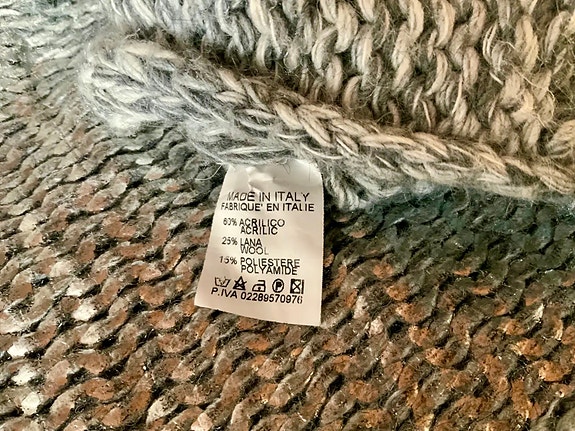 MADE IN ITALY
FABRIQUE' EN ITALIE
60% ACRILICO
ACRILIC
25% LANA
WOOL
15% POLIESTERE
POLYAMIDE
P.IVA 02289570976